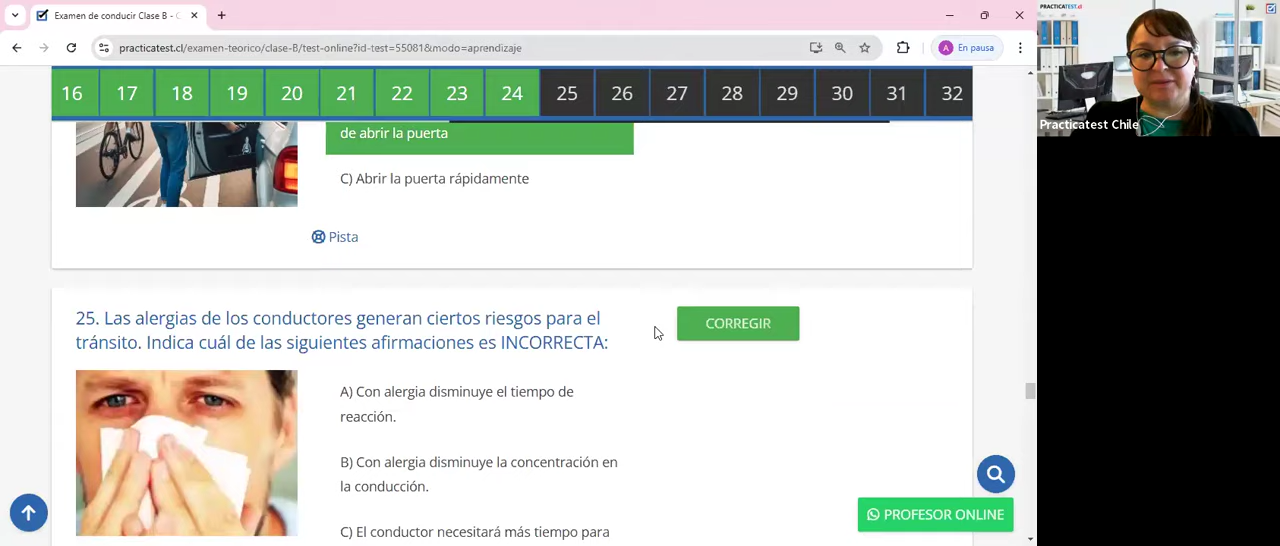 Examen de conducir Clase B - C
practicatest.cl/examen-teorico/clase-B/test-online?id-test=55081&modo=aprendizaje
En pausa
PRACTICATEST.cl
Practicatest Chile
16 17 18 19 20 21 22 23 24 25 26 27 28 29 30 31 32
de abrir la puerta
C) Abrir la puerta rápidamente
Pista
25. Las alergias de los conductores generan ciertos riesgos para el
tránsito. Indica cuál de las siguientes afirmaciones es INCORRECTA:
CORREGIR
A) Con alergia disminuye el tiempo de
reacción.
B) Con alergia disminuye la concentración en
la conducción.
C) El conductor necesitará más tiempo para
PROFESOR ONLINE